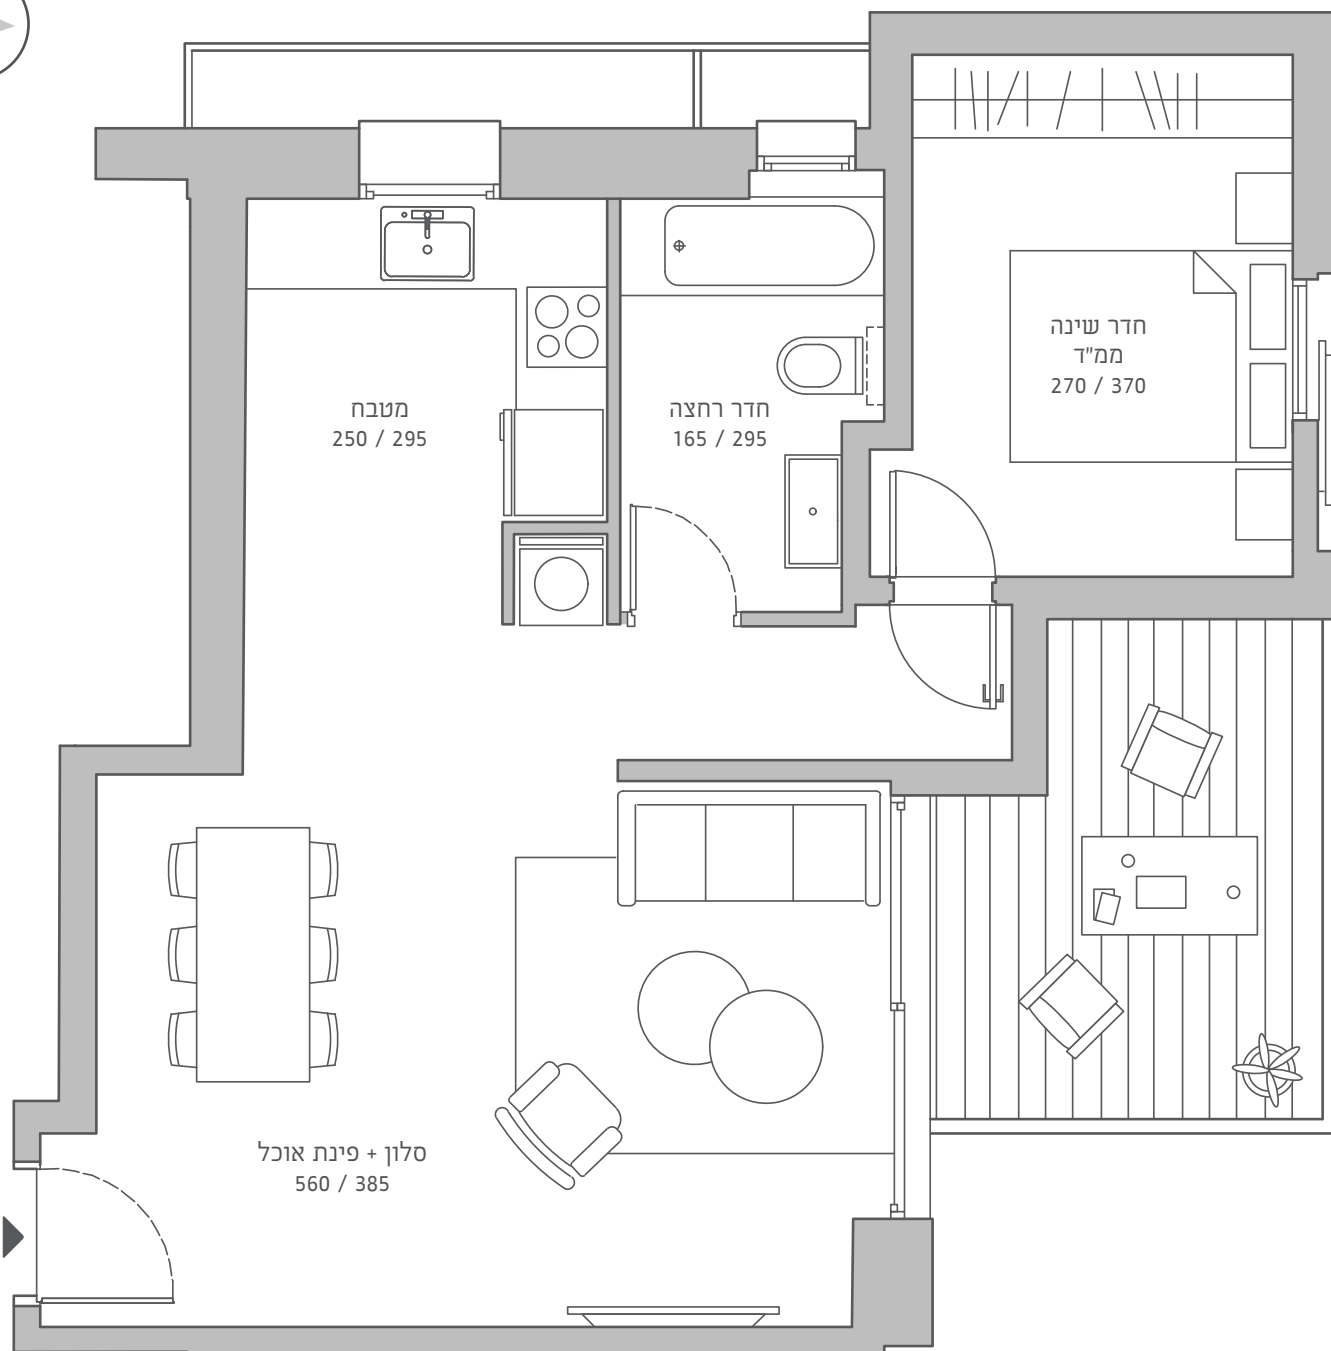 חדר שינה
ממ"ד
270 / 370
מטבח
250 / 295
חדר רחצה
165 / 295
סלון + פינת אוכל
560 / 385